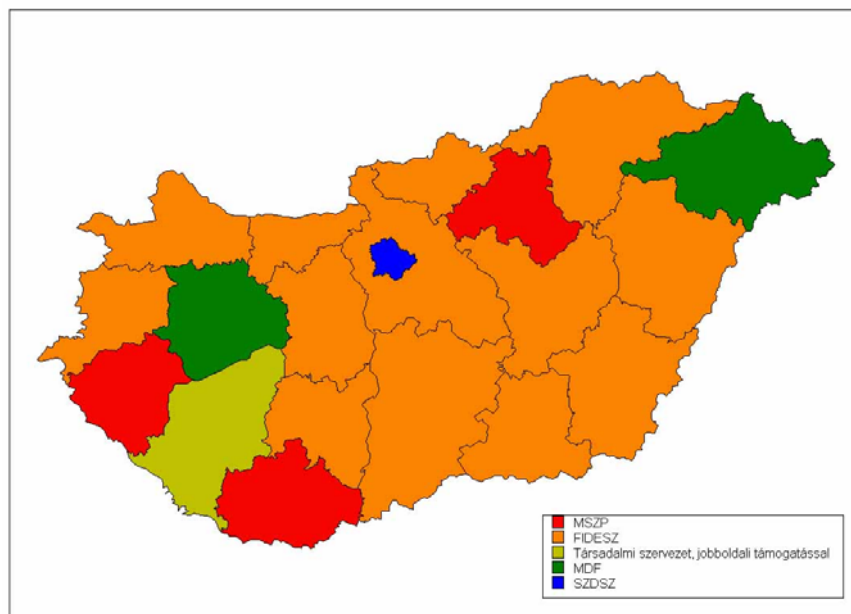 MSZP
FIDESZ
Társadalmi szervezet, jobboldali támogatással
MDF
SZDSZ